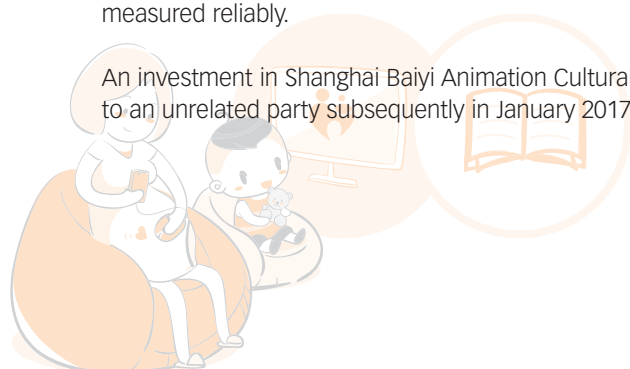 measured reliably.
An investment in Shanghai Baiyi Animation Cultura
to an unrelated party subsequently in January 2017